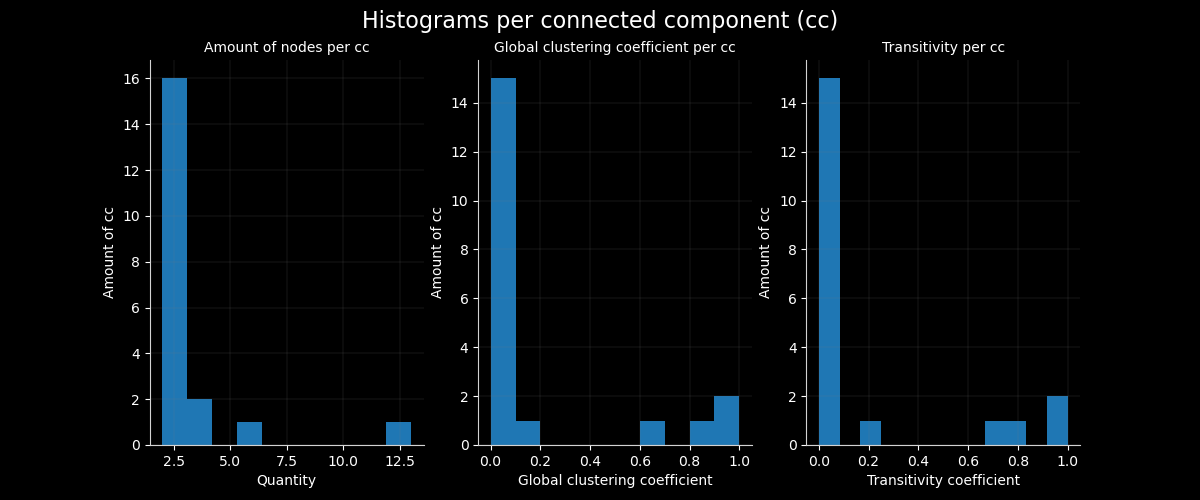 Histograms per connected component (cc)
Amount of nodes per cc
Amount of cc
16
14
12
10
8
6
4
2
0
2.5 5.0 7.5 10.0 12.5
Quantity
Global clustering coefficient per cc
Amount of cc
14
12
10
8
6
4
2
0
0.0 0.2 0.4 0.6 0.8 1.0
Global clustering coefficient
Transitivity per cc
Amount of cc
14
12
10
8
6
4
2
0
0.0 0.2 0.4 0.6 0.8 1.0
Transitivity coefficient